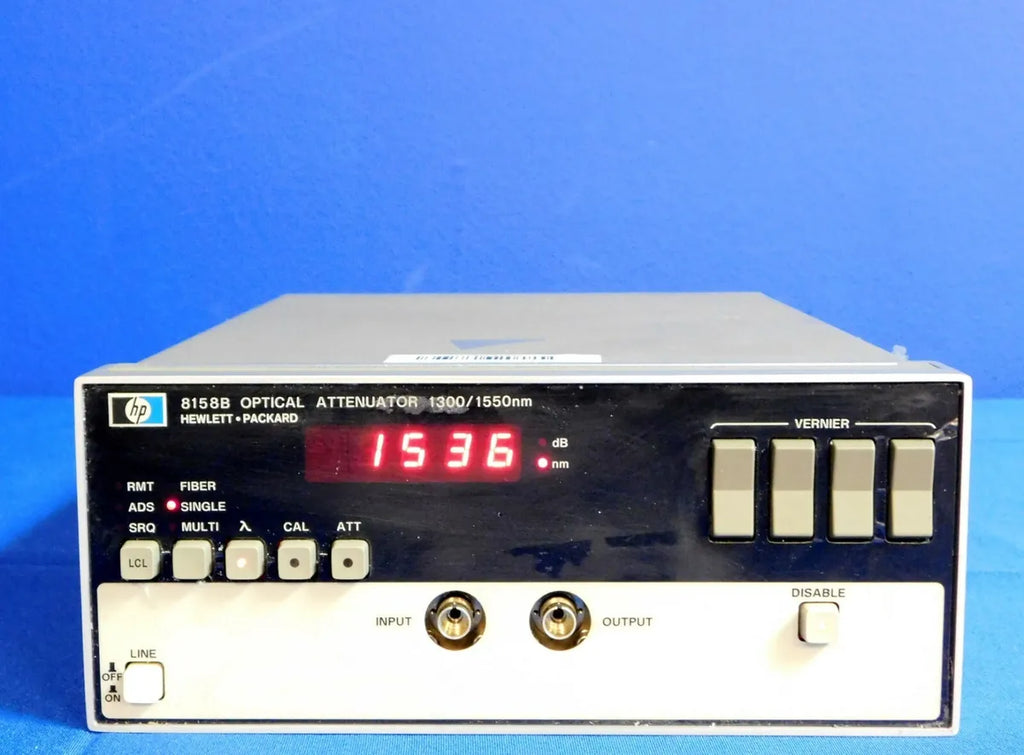 hp 8158B OPTICAL ATTENUATOR 1300/1550nm
HEWLETT•PACKARD
1536
dB
nm
VERNIER
RMT FIBER
ADS SINGLE
SRQ MULTI λ CAL ATT
LCL
INPUT
OUTPUT
DISABLE
LINE
OFF
ON